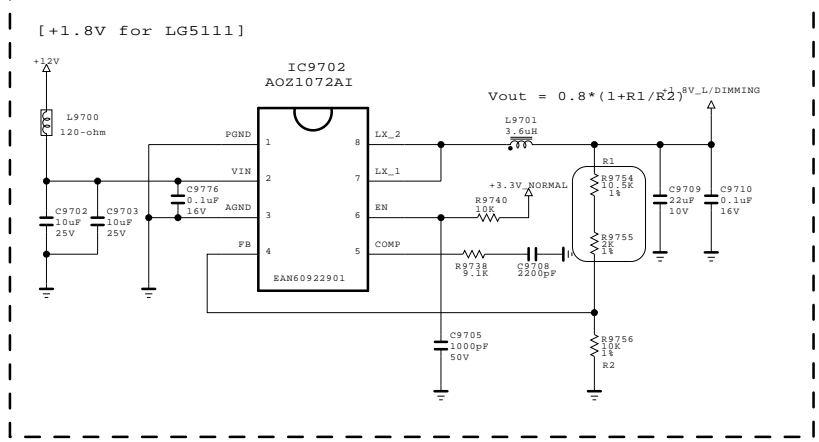 [+1.8V for LG5111]
+12V
L9700
120-ohm
IC9702
AOZ1072AI
Vout = 0.8*(1+R1/R2)
+1.8V_L/DIMMING
L9701
3.6uH
PGND
1
8
LX_2
VIN
2
7
LX_1
AGND
3
6
EN
FB
4
5
COMP
EAN60922901
C9702
10uF
25V
C9703
10uF
25V
C9776
0.1uF
16V
+3.3V_NORMAL
R9740
10K
R9738
9.1K
C9708
2200pF
R1
R9754
10.5K
1%
R9755
2K
1%
C9709
22uF
10V
C9710
0.1uF
16V
C9705
1000pF
50V
R9756
10K
1%
R2